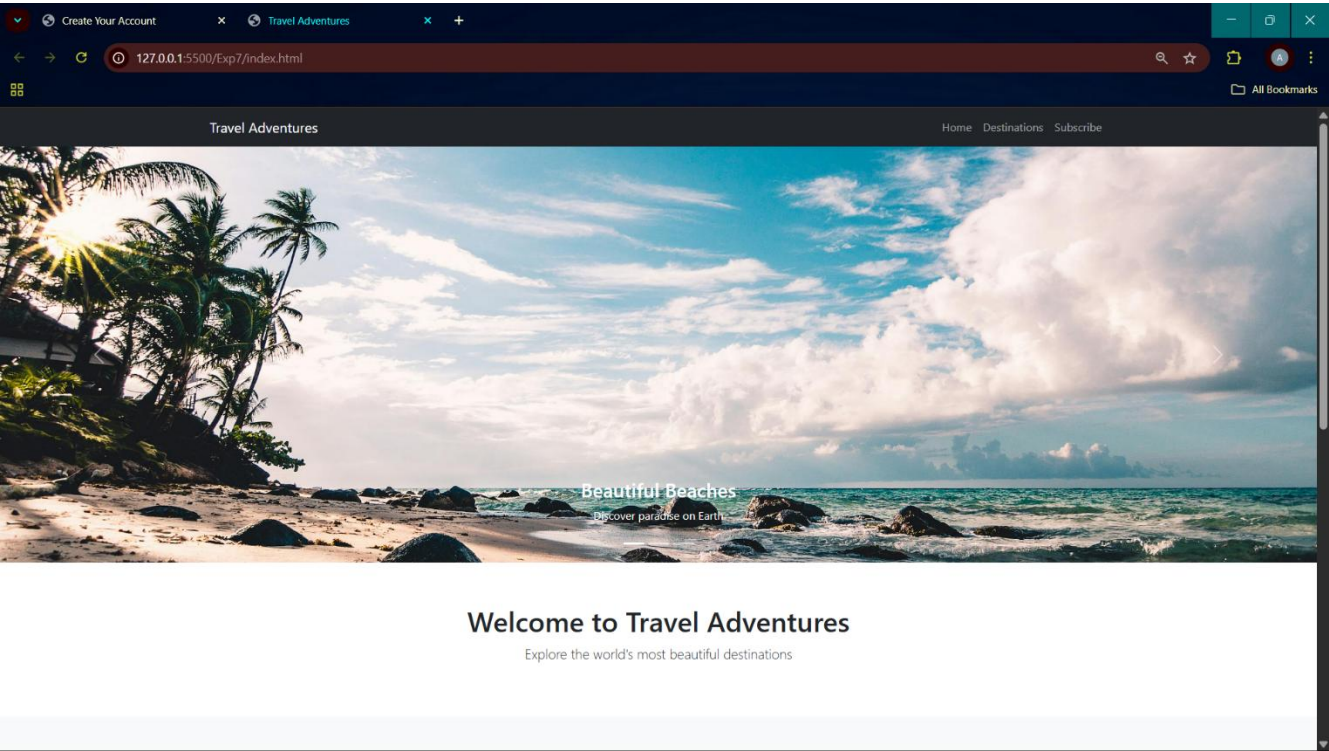 Create Your Account
Travel Adventures
127.0.0.1:5500/Exp7/index.html
A
All Bookmarks
Travel Adventures
Home Destinations Subscribe
Beautiful Beaches
Discover paradise on Earth
Welcome to Travel Adventures
Explore the world's most beautiful destinations